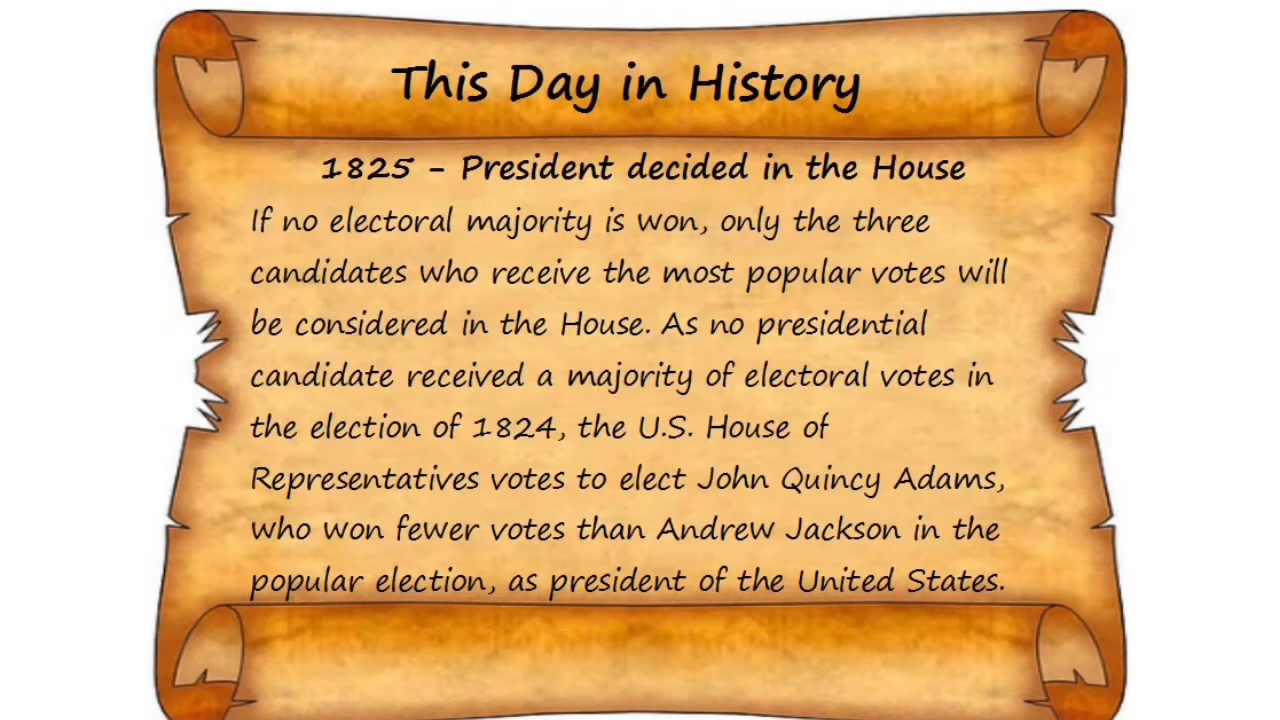 This Day in History
1825 - President decided in the House
If no electoral majority is won, only the three
candidates who receive the most popular votes will
be considered in the House. As no presidential
candidate received a majority of electoral votes in
the election of 1824, the U.S. House of
Representatives votes to elect John Quincy Adams,
who won fewer votes than Andrew Jackson in the
popular election, as president of the United States.